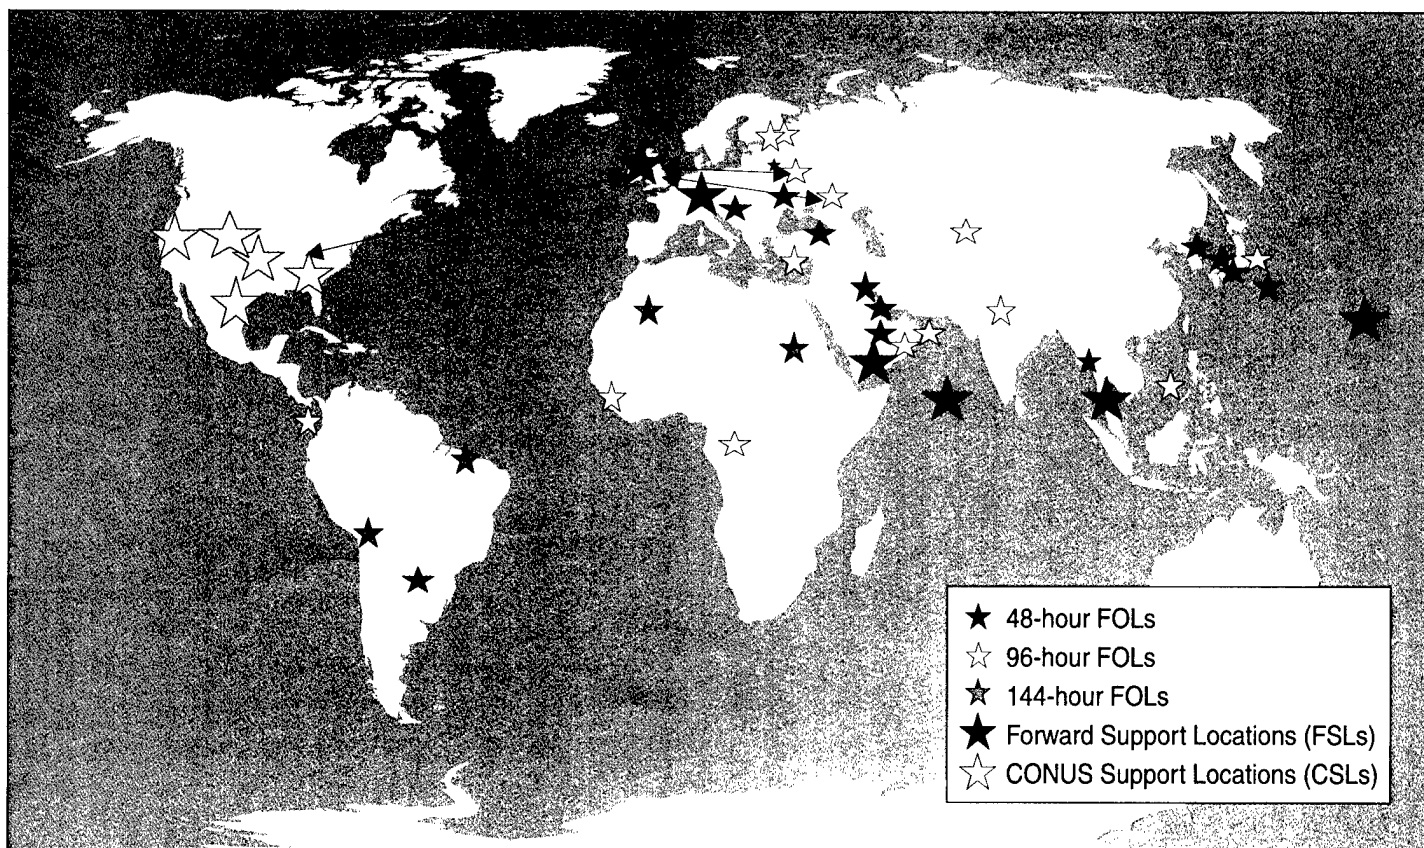 48-hour FOLs
96-hour FOLs
144-hour FOLs
Forward Support Locations (FSLs)
CONUS Support Locations (CSLs)